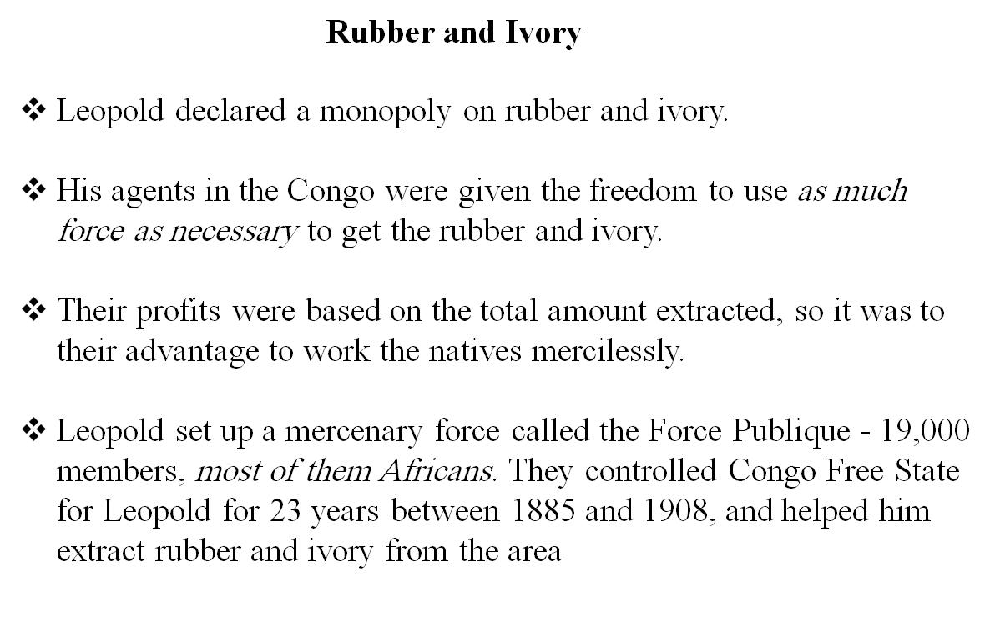 Rubber and Ivory
❖ Leopold declared a monopoly on rubber and ivory.
❖ His agents in the Congo were given the freedom to use as much
force as necessary to get the rubber and ivory.
❖ Their profits were based on the total amount extracted, so it was to
their advantage to work the natives mercilessly.
❖ Leopold set up a mercenary force called the Force Publique - 19,000
members, most of them Africans. They controlled Congo Free State
for Leopold for 23 years between 1885 and 1908, and helped him
extract rubber and ivory from the area